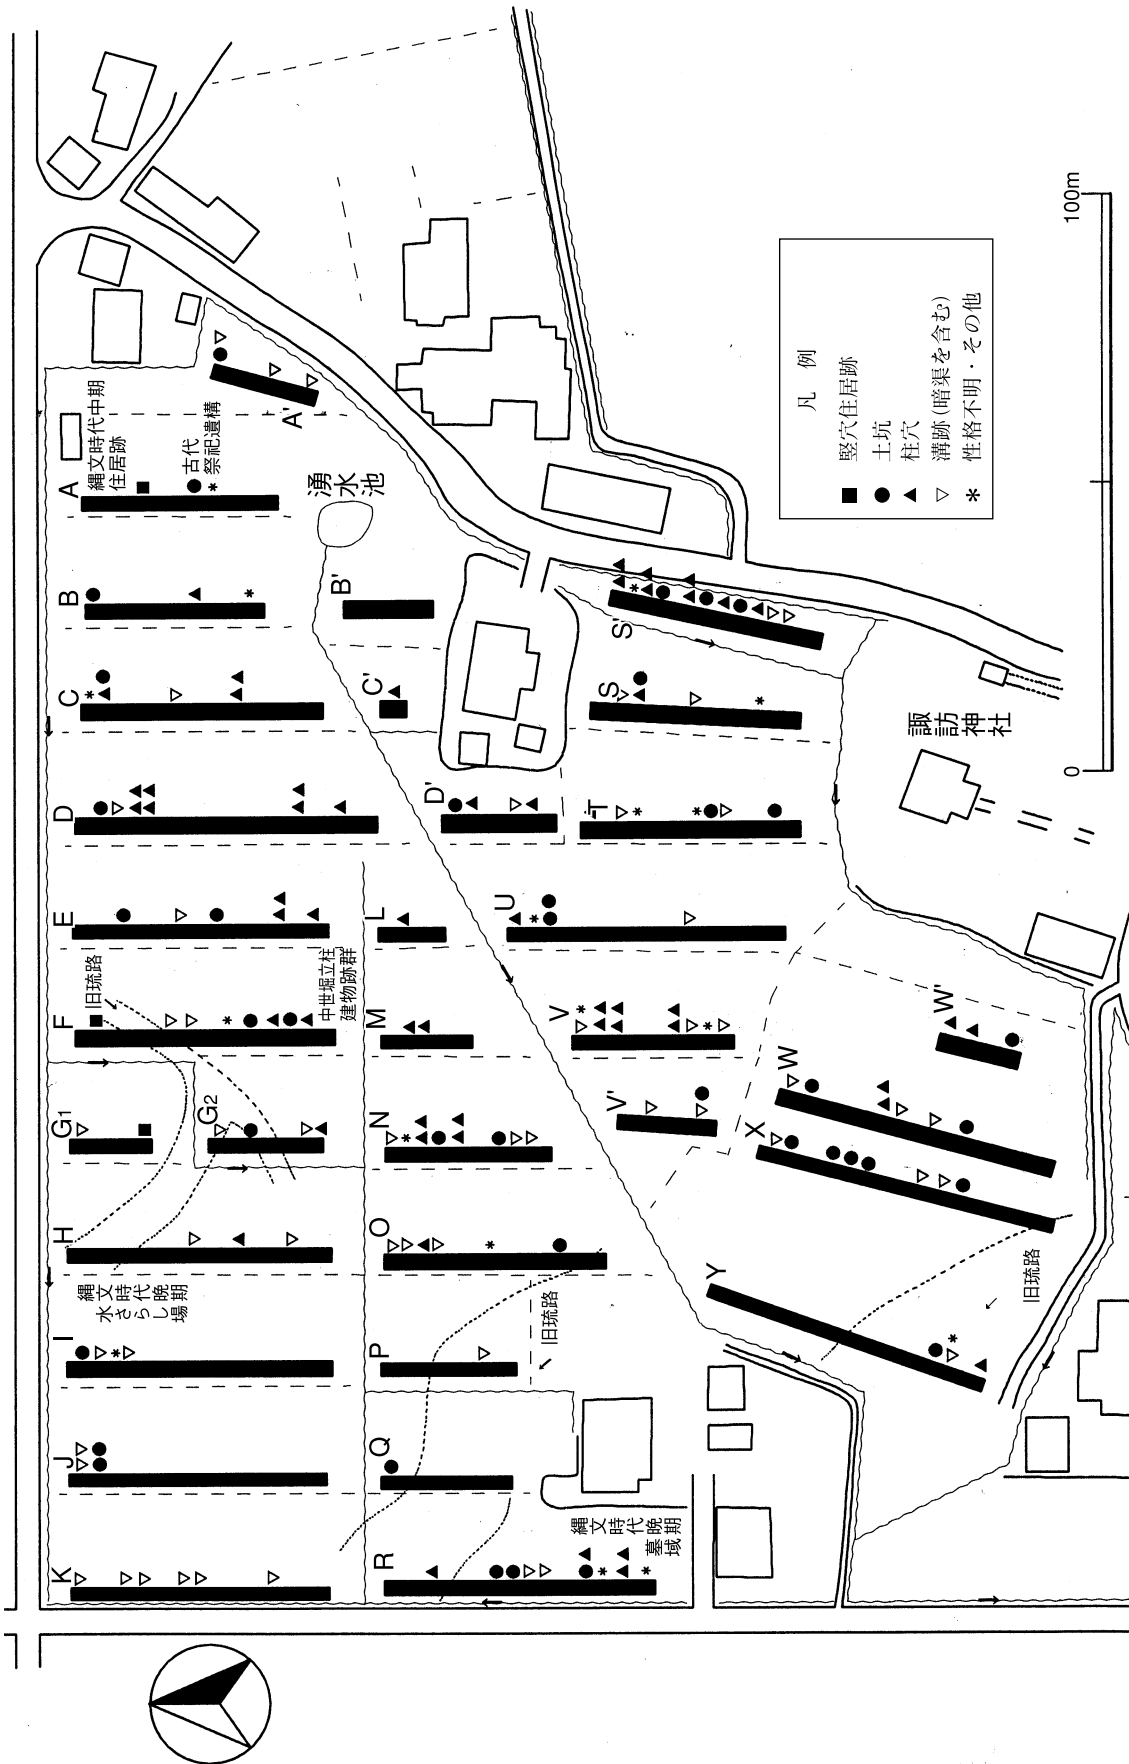 A
縄文時代中期
住居跡
古代
祭祀遺構
A'
湧水池
B
B'
C
C'
D
D'
E
F
旧琉路
中世堀立柱
建物跡群
G1
G2
H
縄文時代晩期
水さらし場
I
J
K
L
M
N
O
P
旧琉路
Q
R
縄文時代晩期
墓域
S
S'
T
U
V
V'
W
W'
X
Y
旧琉路
諏訪神社
凡 例
■ 竪穴住居跡
● 土坑
▲ 柱穴
▽ 溝跡(暗渠を含む)
* 性格不明・その他
0
100m